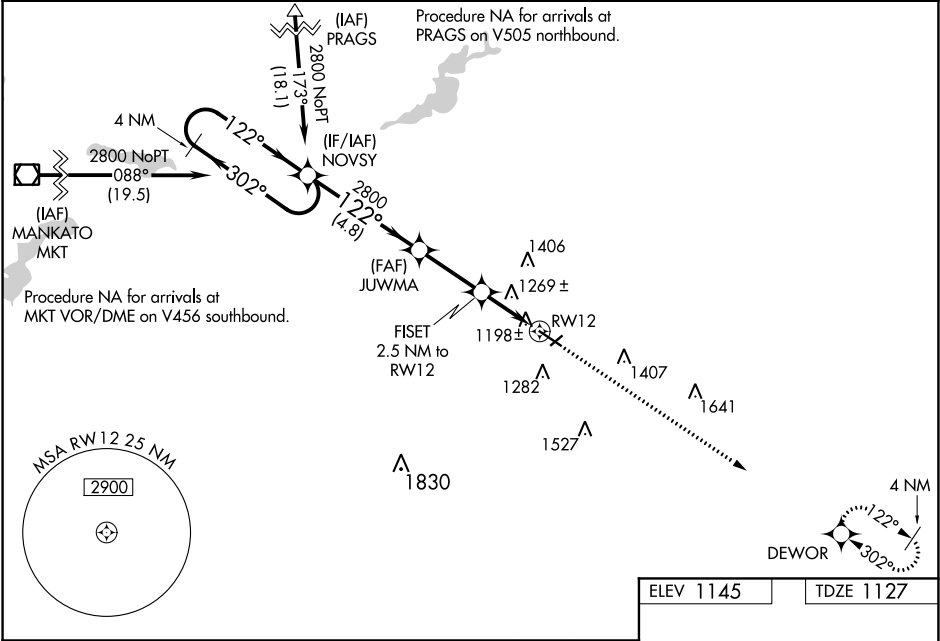 Procedure NA for arrivals at
PRAGS on V505 northbound.
(IAF)
PRAGS
2800 NoPT
173°
(18.1)
4 NM
122°
302°
(IF/IAF)
NOVSY
2800 NoPT
088°
(19.5)
(IAF)
MANKATO
MKT
2800
122°
(4.8)
(FAF)
JUWMA
1406
1269 ±
1198 ±
RW12
FISET
2.5 NM to
RW12
Procedure NA for arrivals at
MKT VOR/DME on V456 southbound.
1282
1407
1641
1527
1830
MSA RW12 25 NM
2900
4 NM
122°
302°
DEWOR
ELEV 1145
TDZE 1127